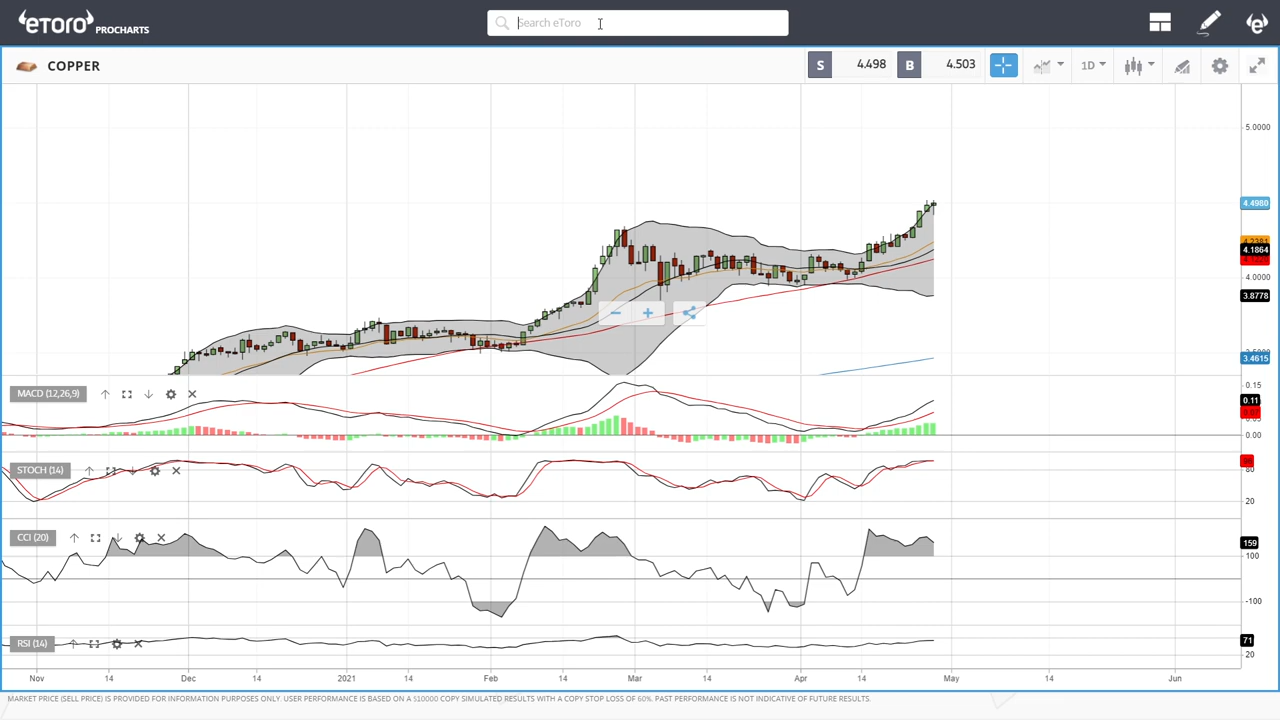 eToro PROCHARTS
Search eToro
COPPER
S 4.498 B 4.503
1D
5.0000
4.4980
4.1864
4.0000
3.8778
3.4615
MACD (12,26,9)
0.15
0.11
0.07
0.00
STOCH (14)
80
20
CCI (20)
159
100
-100
RSI (14)
71
20
Nov 14 Dec 14 2021 14 Feb 14 Mar 14 Apr 14 May 14 Jun
MARKET PRICE (SELL PRICE) IS PROVIDED FOR INFORMATION PURPOSES ONLY. USER PERFORMANCE IS BASED ON A $10000 COPY SIMULATED RESULTS WITH A COPY STOP LOSS OF 60%. PAST PERFORMANCE IS NOT INDICATIVE OF FUTURE RESULTS.